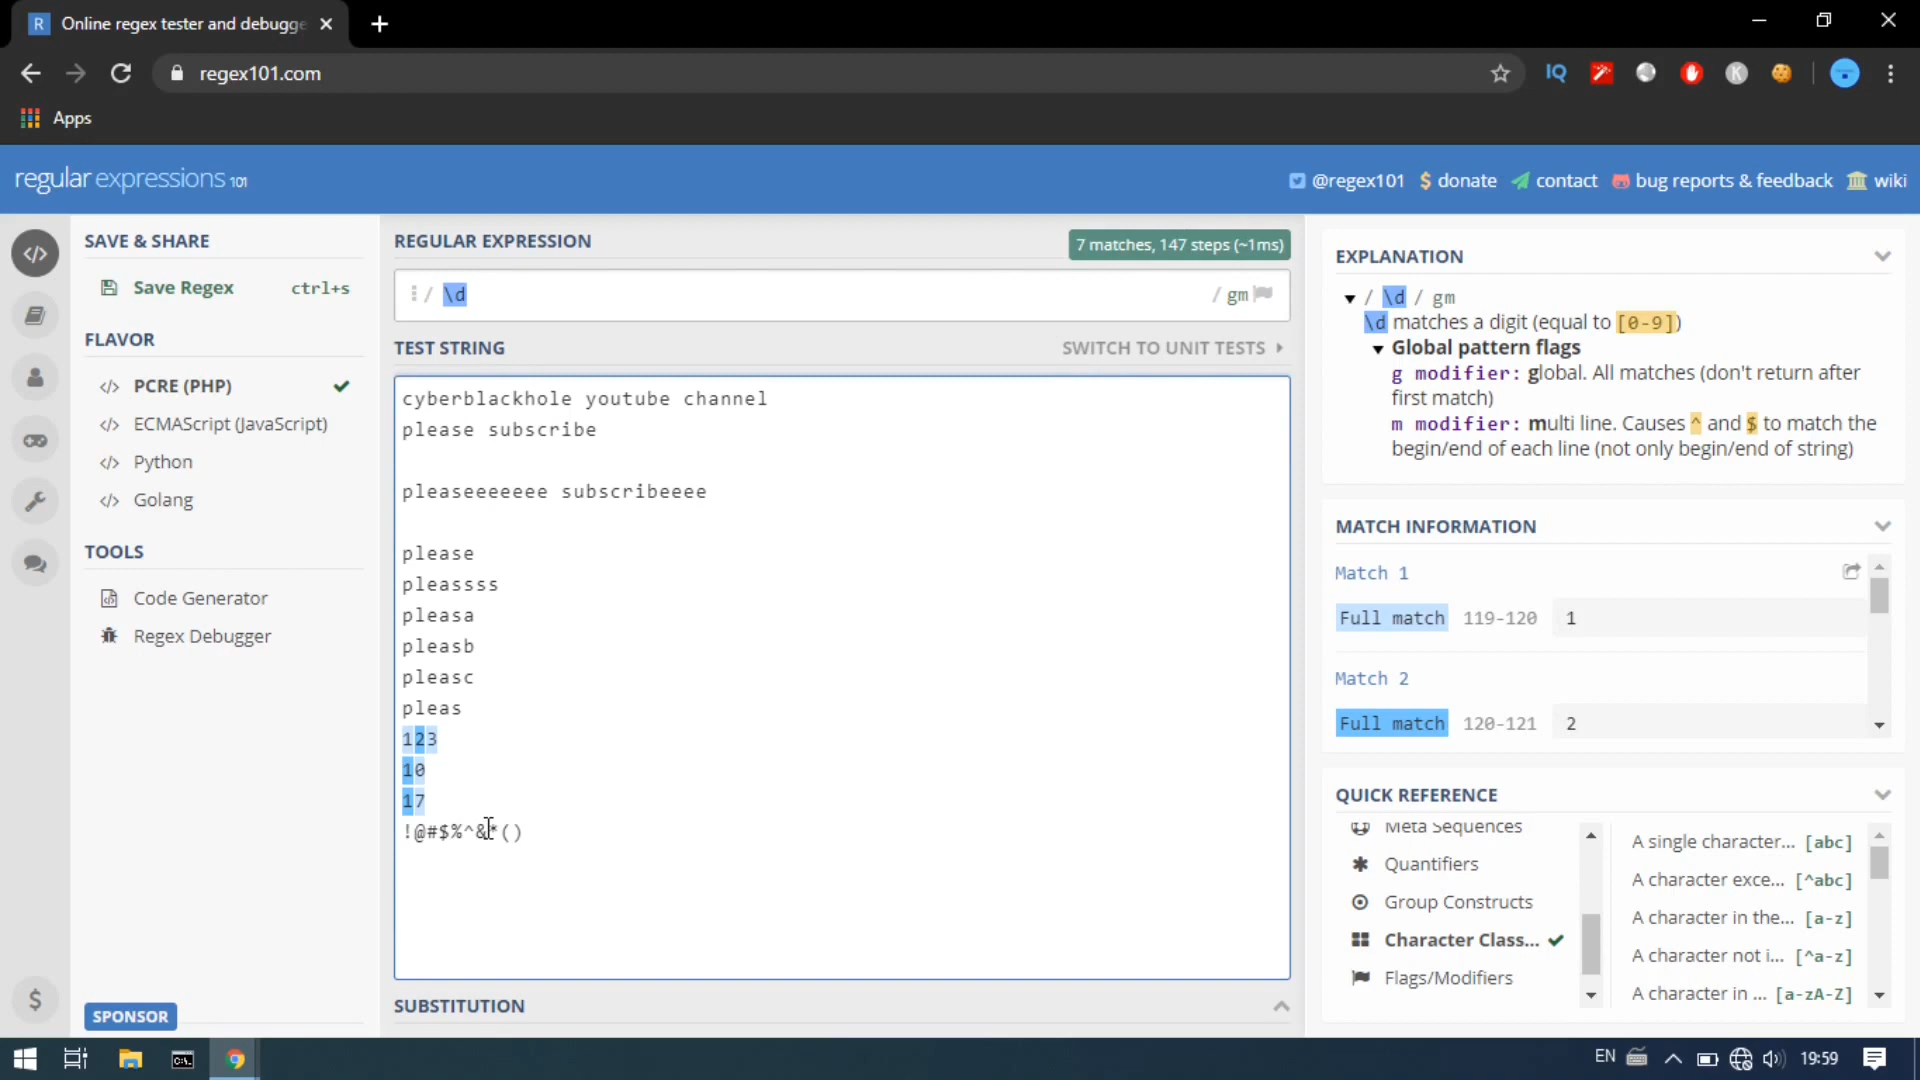 R Online regex tester and debugge
regex101.com
IQ
K
Apps
regular expressions 101
@regex101 $ donate contact bug reports & feedback wiki
SAVE & SHARE
Save Regex ctrl+s
FLAVOR
</> PCRE (PHP)
</> ECMAScript (JavaScript)
</> Python
</> Golang
TOOLS
Code Generator
Regex Debugger
$
SPONSOR
REGULAR EXPRESSION
7 matches, 147 steps (~1ms)
/ \d / gm
TEST STRING
SWITCH TO UNIT TESTS
cyberblackhole youtube channel
please subscribe
pleaseeeeeee subscribeeee
please
pleassss
pleasa
pleasb
pleasc
pleas
123
10
17
!@#$%^&*()
SUBSTITUTION
EXPLANATION
/ \d / gm
\d matches a digit (equal to [0-9])
Global pattern flags
g modifier: global. All matches (don't return after
first match)
m modifier: multi line. Causes ^ and $ to match the
begin/end of each line (not only begin/end of string)
MATCH INFORMATION
Match 1
Full match 119-120 1
Match 2
Full match 120-121 2
QUICK REFERENCE
Meta Sequences
Quantifiers
Group Constructs
Character Class...
Flags/Modifiers
A single character... [abc]
A character exce... [^abc]
A character in the... [a-z]
A character not i... [^a-z]
A character in ... [a-zA-Z]
EN
19:59